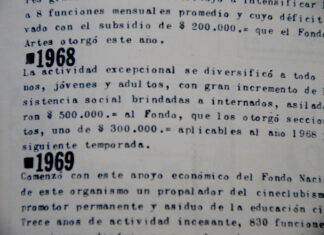 a 8 funciones mensuales promedio y cuyo déficit
vado con el subsidio de $ 200.000.= que el Fondo
Artes otorgó este año.
■1968
La actividad excepcional se diversificó a todo
nos, jóvenes y adultos, con gran incremento de
sistencia social brindadas a internados, asilad
ron $ 500.000.= al Fondo, que los otorgó seccio
tos, uno de $ 300.000.= aplicables al año 1968
siguiente temporada.
■1969
Comenzó con este apoyo económico del Fondo Nacio
de este organismo un propalador del cineclubism
promotor permanente y asiduo de la educación ci
Trece años de actividad incesante, 830 funcione